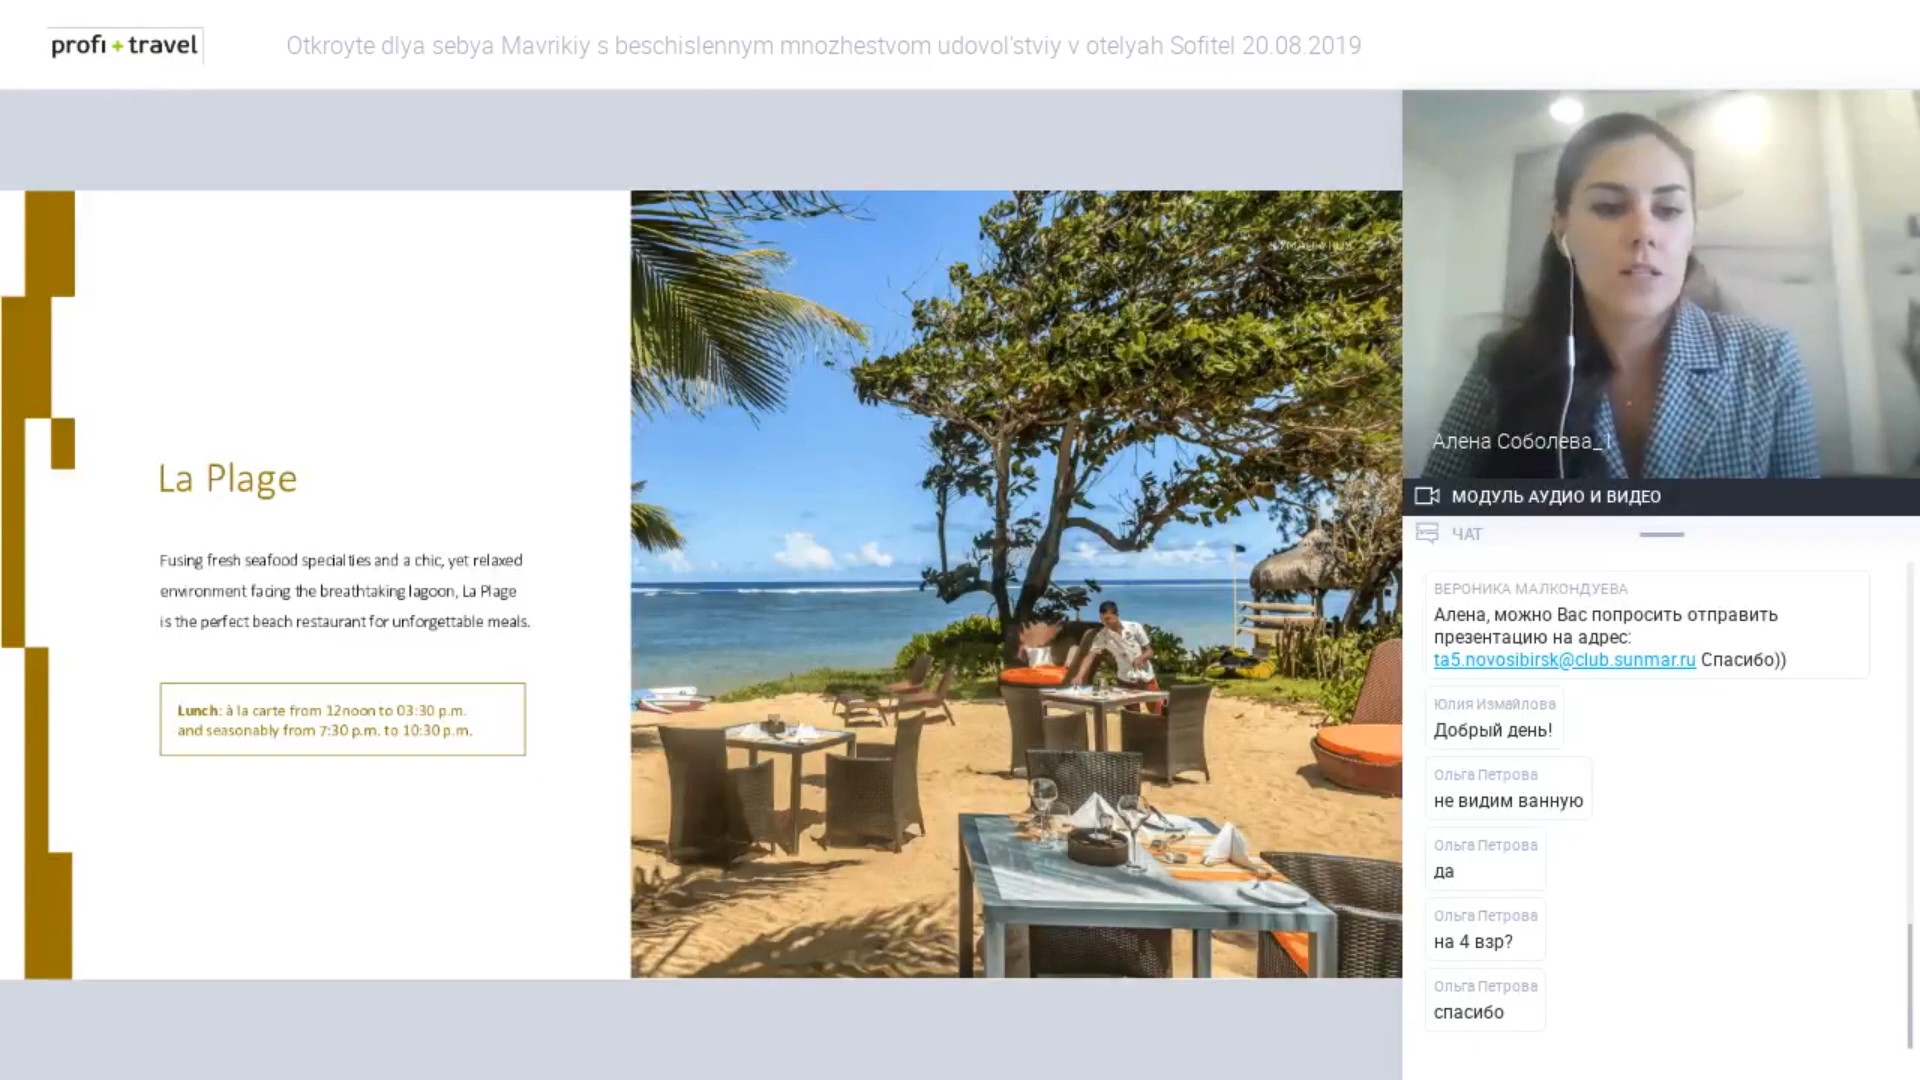 profi + travel
Otkroyte dlya sebya Mavrikiy s beschislennym mnozhestvom udovol'stviy v otelyah Sofitel 20.08.2019
La Plage
Fusing fresh seafood specialties and a chic, yet relaxed
environment facing the breathtaking lagoon, La Plage
is the perfect beach restaurant for unforgettable meals.
Lunch: à la carte from 12noon to 03:30 p.m.
and seasonably from 7:30 p.m. to 10:30 p.m.
Алена Соболева_1
МОДУЛЬ АУДИО И ВИДЕО
ЧАТ
ВЕРОНИКА МАЛКОНДУЕВА
Алена, можно Вас попросить отправить
презентацию на адрес:
ta5.novosibirsk@club.sunmar.ru Спасибо))
Юлия Измайлова
Добрый день!
Ольга Петрова
не видим ванную
Ольга Петрова
да
Ольга Петрова
на 4 взр?
Ольга Петрова
спасибо